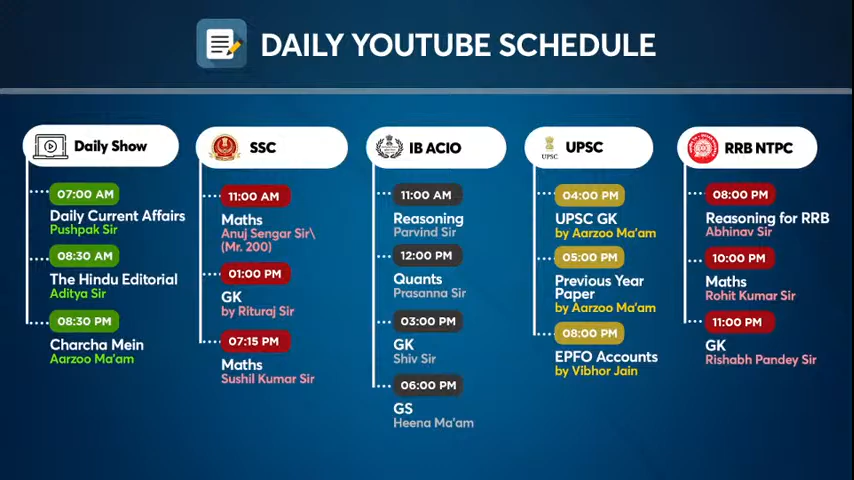 DAILY YOUTUBE SCHEDULE
Daily Show
07:00 AM
Daily Current Affairs
Pushpak Sir
08:30 AM
The Hindu Editorial
Aditya Sir
08:30 PM
Charcha Mein
Aarzoo Ma'am
SSC
11:00 AM
Maths
Anuj Sengar Sir\
(Mr. 200)
01:00 PM
GK
by Rituraj Sir
07:15 PM
Maths
Sushil Kumar Sir
IB ACIO
11:00 AM
Reasoning
Parvind Sir
12:00 PM
Quants
Prasanna Sir
03:00 PM
GK
Shiv Sir
06:00 PM
GS
Heena Ma'am
UPSC
UPSC
04:00 PM
UPSC GK
by Aarzoo Ma'am
05:00 PM
Previous Year
Paper
by Aarzoo Ma'am
08:00 PM
EPFO Accounts
by Vibhor Jain
RRB NTPC
08:00 PM
Reasoning for RRB
Abhinav Sir
10:00 PM
Maths
Rohit Kumar Sir
11:00 PM
GK
Rishabh Pandey Sir